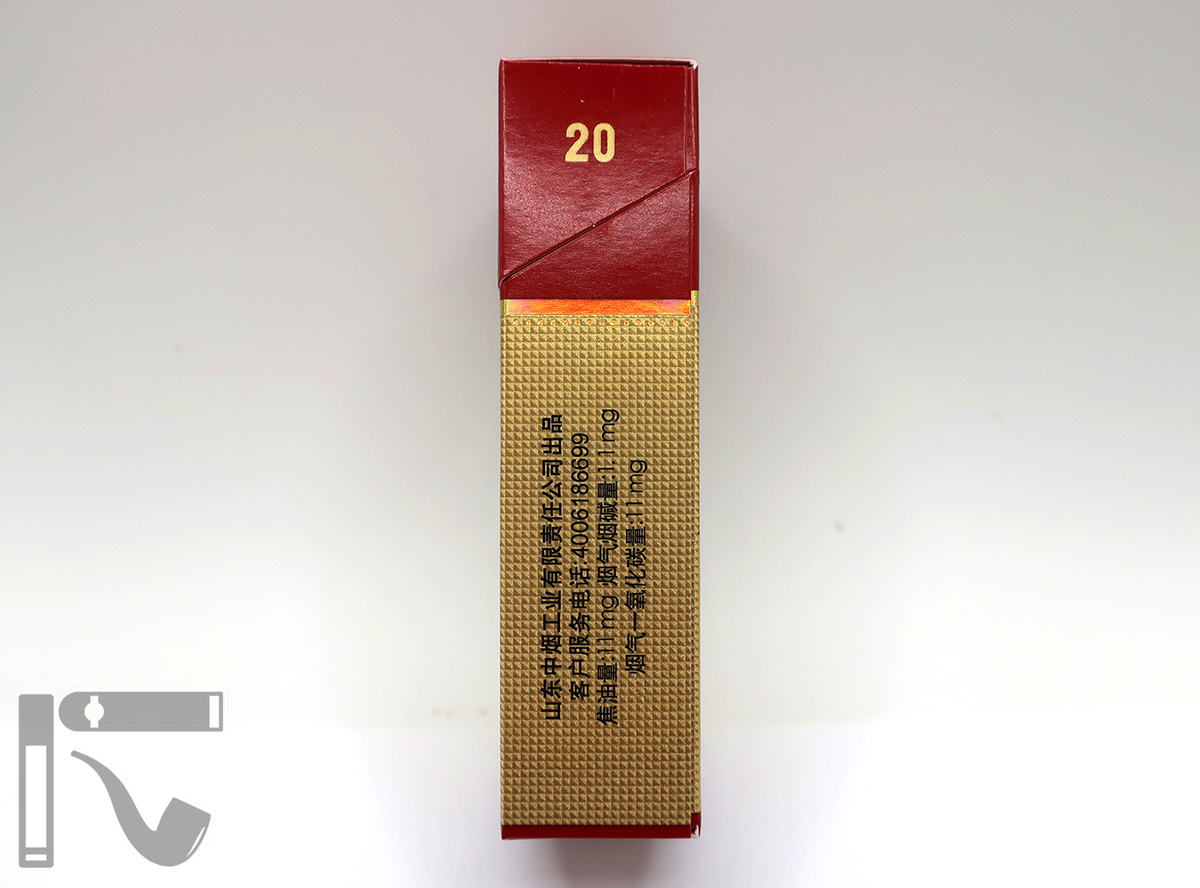 20
山东中烟工业有限责任公司出品
客户服务电话:4006186699
焦油量:11mg 烟气烟碱量:1.1mg
烟气一氧化碳量:11mg